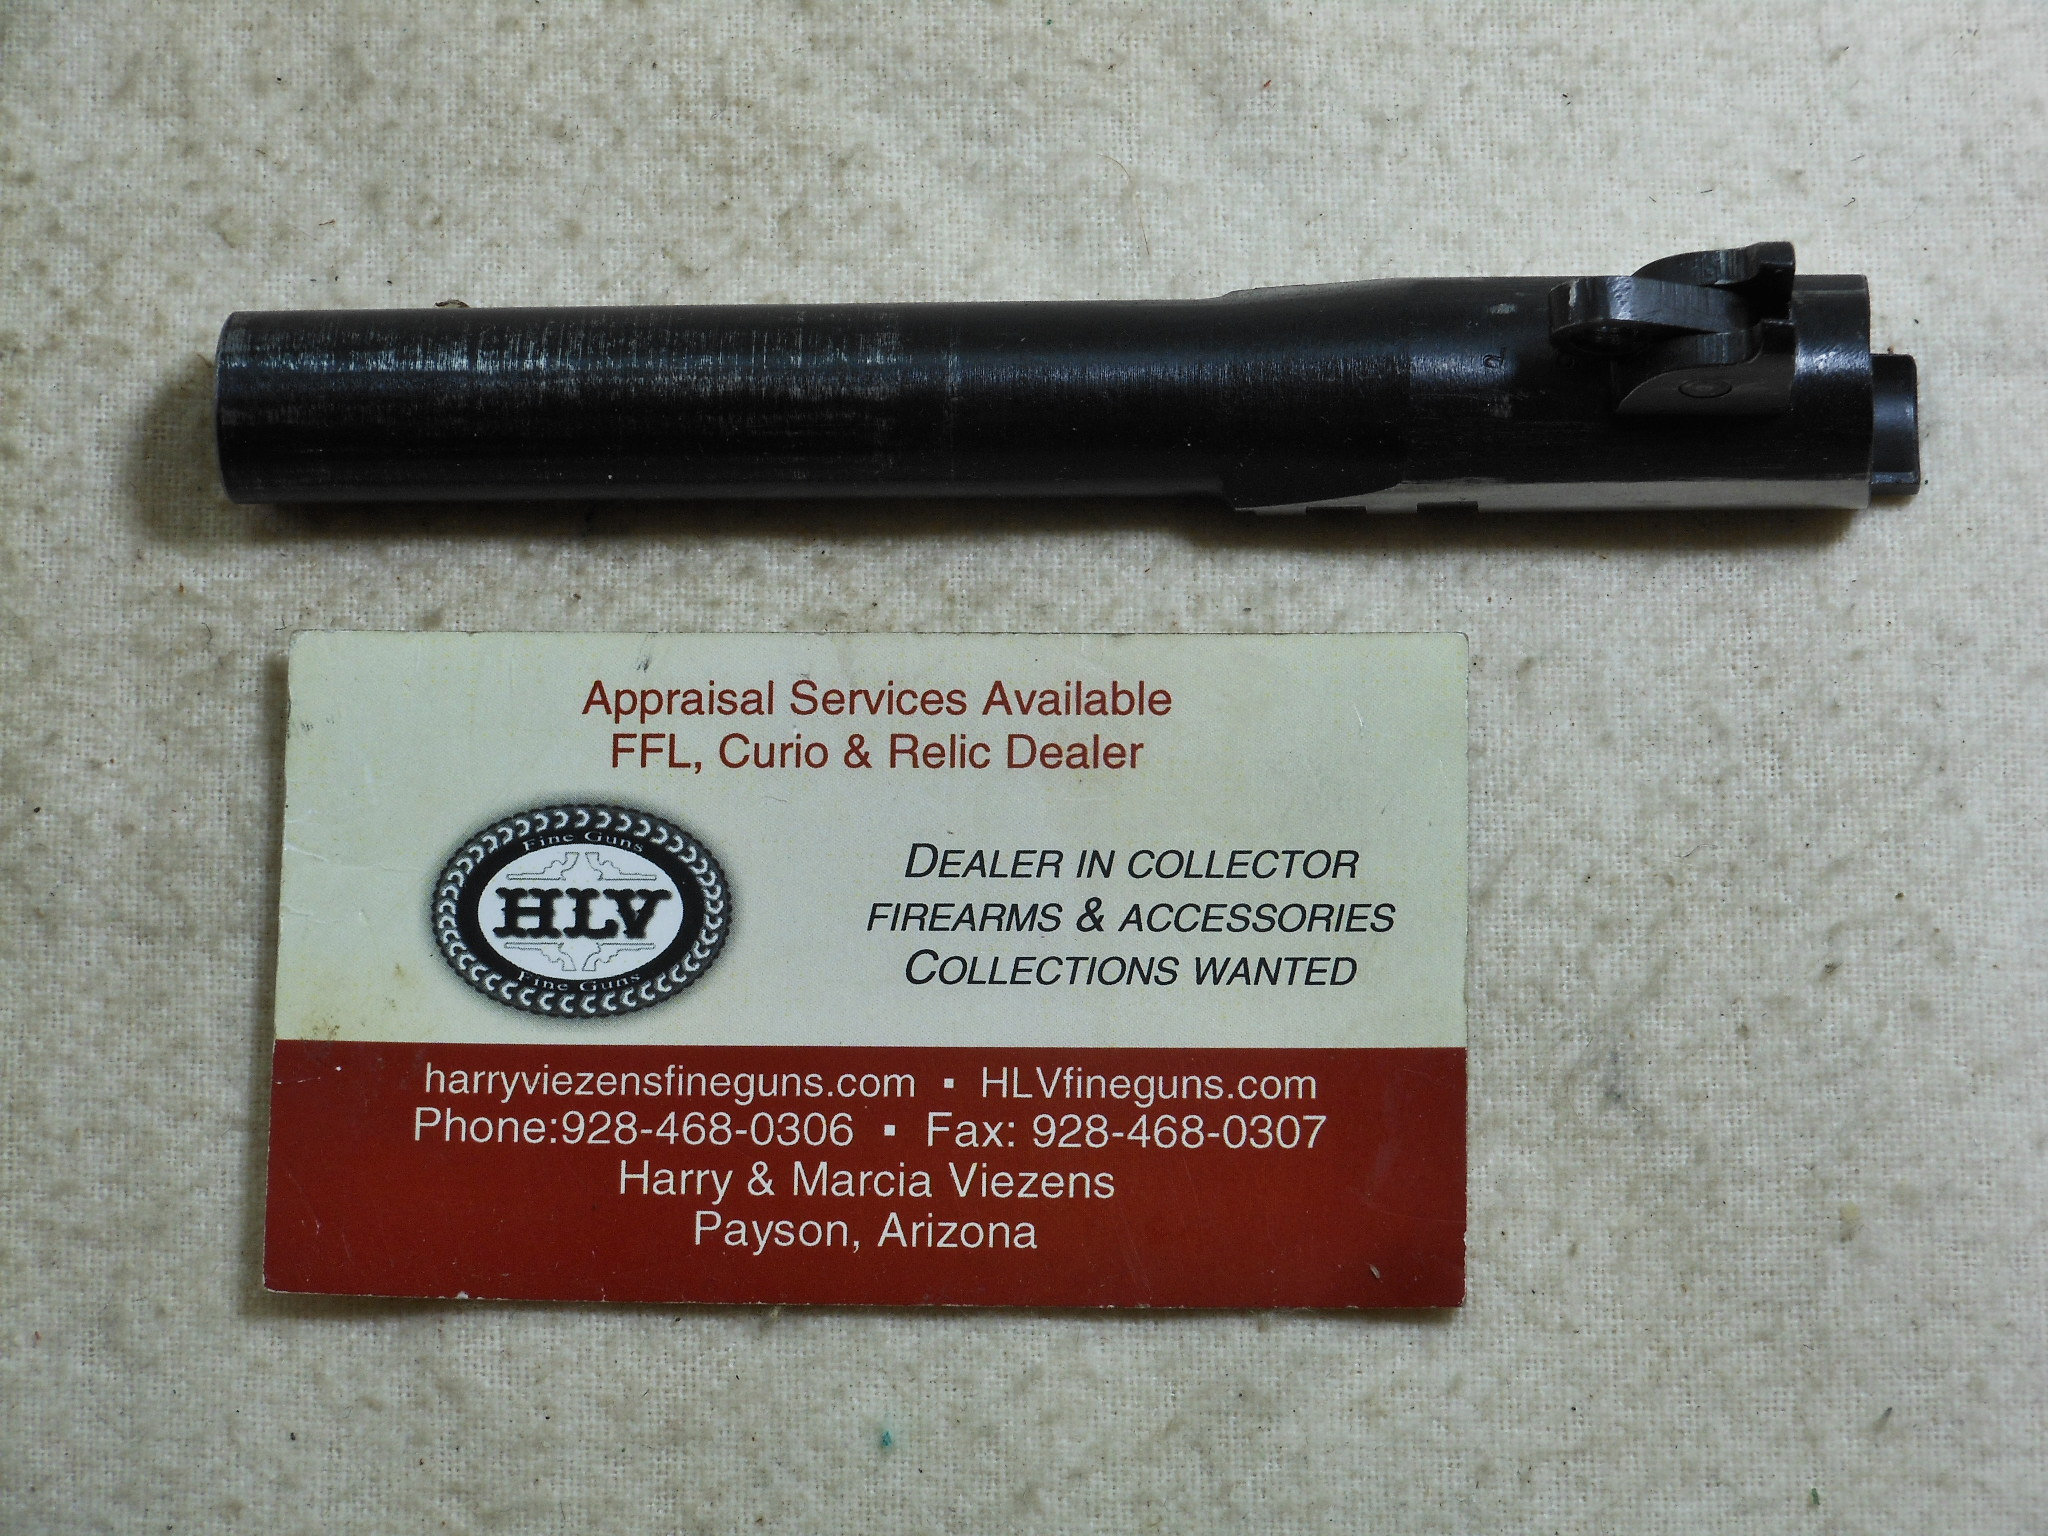 2
Appraisal Services Available
FFL, Curio & Relic Dealer
Fine Guns
HLV
Fine Guns
DEALER IN COLLECTOR
FIREARMS & ACCESSORIES
COLLECTIONS WANTED
harryviezensfineguns.com ▪ HLVfineguns.com
Phone:928-468-0306 ▪ Fax: 928-468-0307
Harry & Marcia Viezens
Payson, Arizona